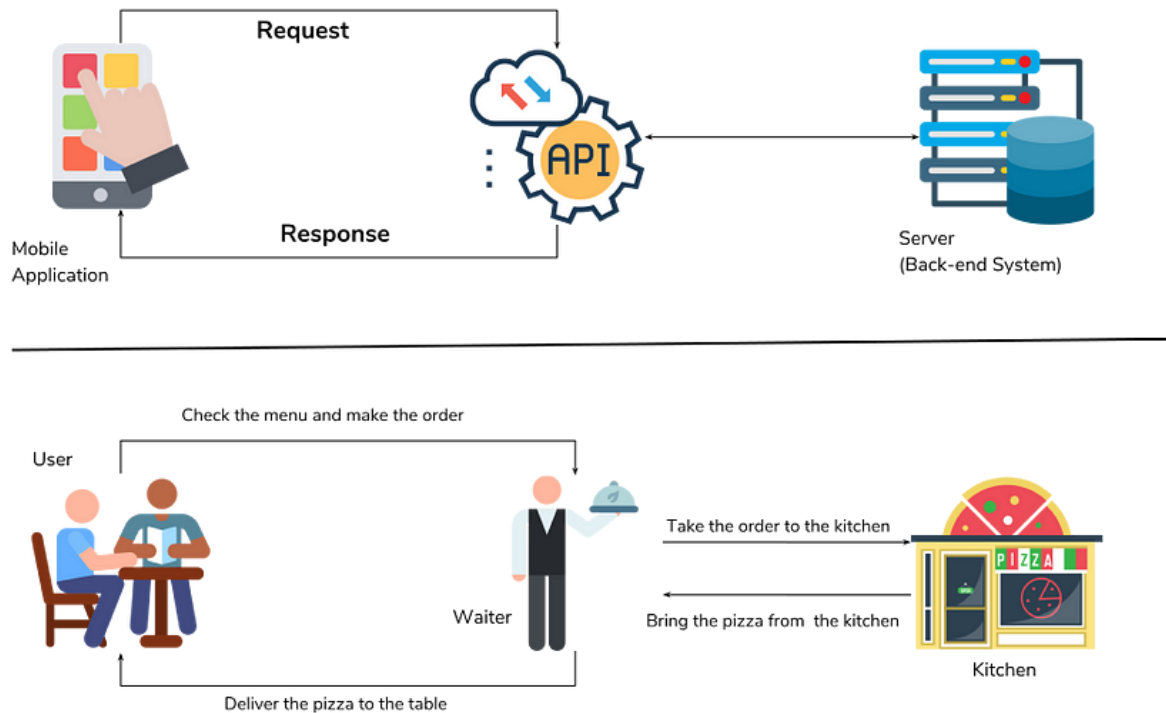 Request
API
Response
Mobile
Application
Server
(Back-end System)
Check the menu and make the order
User
Take the order to the kitchen
PIZZA
Waiter
Bring the pizza from the kitchen
Kitchen
Deliver the pizza to the table